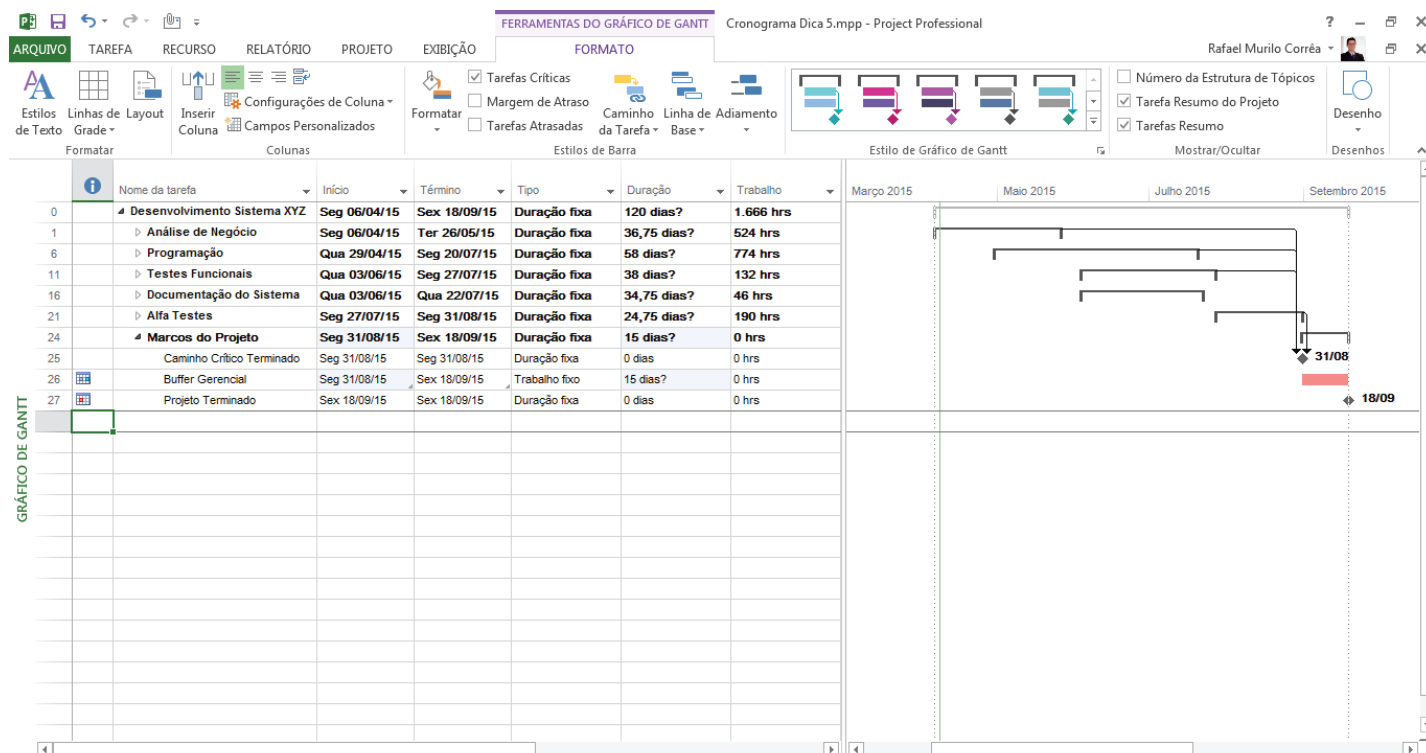 FERRAMENTAS DO GRÁFICO DE GANTT Cronograma Dica 5.mpp - Project Professional ?
ARQUIVO TAREFA RECURSO RELATÓRIO PROJETO EXIBIÇÃO FORMATO Rafael Murilo Corrêa
Estilos de Texto
Linhas de Grade
Layout
Formatar
Inserir Coluna
Configurações de Coluna
Campos Personalizados
Colunas
Formatar
Tarefas Críticas
Margem de Atraso
Tarefas Atrasadas
Caminho da Tarefa
Linha de Base
Adiamento
Estilos de Barra
Estilo de Gráfico de Gantt
Número da Estrutura de Tópicos
Tarefa Resumo do Projeto
Tarefas Resumo
Mostrar/Ocultar
Desenho
Desenhos
Nome da tarefa Início Término Tipo Duração Trabalho Março 2015 Maio 2015 Julho 2015 Setembro 2015
0 Desenvolvimento Sistema XYZ Seg 06/04/15 Sex 18/09/15 Duração fixa 120 dias? 1.666 hrs
1 Análise de Negócio Seg 06/04/15 Ter 26/05/15 Duração fixa 36,75 dias? 524 hrs
6 Programação Qua 29/04/15 Seg 20/07/15 Duração fixa 58 dias? 774 hrs
11 Testes Funcionais Qua 03/06/15 Seg 27/07/15 Duração fixa 38 dias? 132 hrs
16 Documentação do Sistema Qua 03/06/15 Qua 22/07/15 Duração fixa 34,75 dias? 46 hrs
21 Alfa Testes Seg 27/07/15 Seg 31/08/15 Duração fixa 24,75 dias? 190 hrs
24 Marcos do Projeto Seg 31/08/15 Sex 18/09/15 Duração fixa 15 dias? 0 hrs
25 Caminho Crítico Terminado Seg 31/08/15 Seg 31/08/15 Duração fixa 0 dias 0 hrs 31/08
26 Buffer Gerencial Seg 31/08/15 Sex 18/09/15 Trabalho fixo 15 dias? 0 hrs
27 Projeto Terminado Sex 18/09/15 Sex 18/09/15 Duração fixa 0 dias 0 hrs 18/09
GRÁFICO DE GANTT